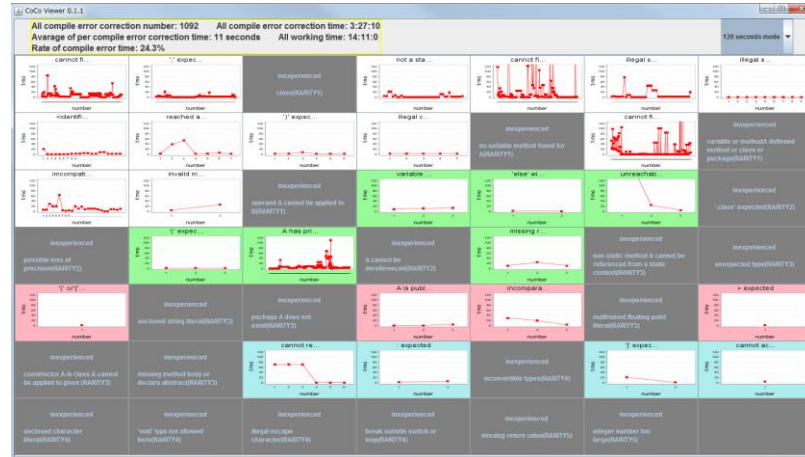 CoCo Viewer 0.1.1
All compile error correction number: 1092 All compile error correction time: 3:27:10
Avarage of per compile error correction time: 11 seconds All working time: 14:11:0
Rate of compile error time: 24.3%
120 seconds mode
cannot fi...
';' expec...
inexperienced
class(RARITY1)
not a sta...
cannot fi...
illegal s...
illegal s...
time
number
<identifi...
reached a...
')' expec...
illegal c...
inexperienced
no suitable method found for A(RARITY1)
cannot fi...
inexperienced
variable or methodA deffered
method or class or
package(RARITY1)
imcompati...
invalid m...
inexperienced
operand A cannot be applied to
B(RARITY1)
variable ...
'else' wi...
unreachab...
inexperienced
'.class' expected(RARITY2)
inexperienced
possible loss of
precision(RARITY2)
'(' expec...
A has pri...
inexperienced
A cannot be
dereferenced(RARITY2)
missing r...
inexperienced
non static method A cannot be
referenced from a static
context(RARITY3)
inexperienced
unexpected type(RARITY3)
'(' or'['...
inexperienced
unclosed string literal(RARITY3)
inexperienced
package A does not
exist(RARITY3)
A is publ...
incompara...
inexperienced
malfruited floating point
literal(RARITY3)
> expected
inexperienced
constructor A in class A cannot
be applied to given (RARITY3)
inexperienced
missing method body or
declare abstract(RARITY3)
cannot re...
: expected
inexperienced
inconvertible types(RARITY4)
']' expec...
cannot ac...
inexperienced
unclosed character
literal(RARITY4)
inexperienced
'void' type not allowed
here(RARITY4)
inexperienced
illegal escape
character(RARITY4)
inexperienced
break outside switch or
loop(RARITY4)
inexperienced
missing return value(RARITY5)
inexperienced
integer number too
large(RARITY5)